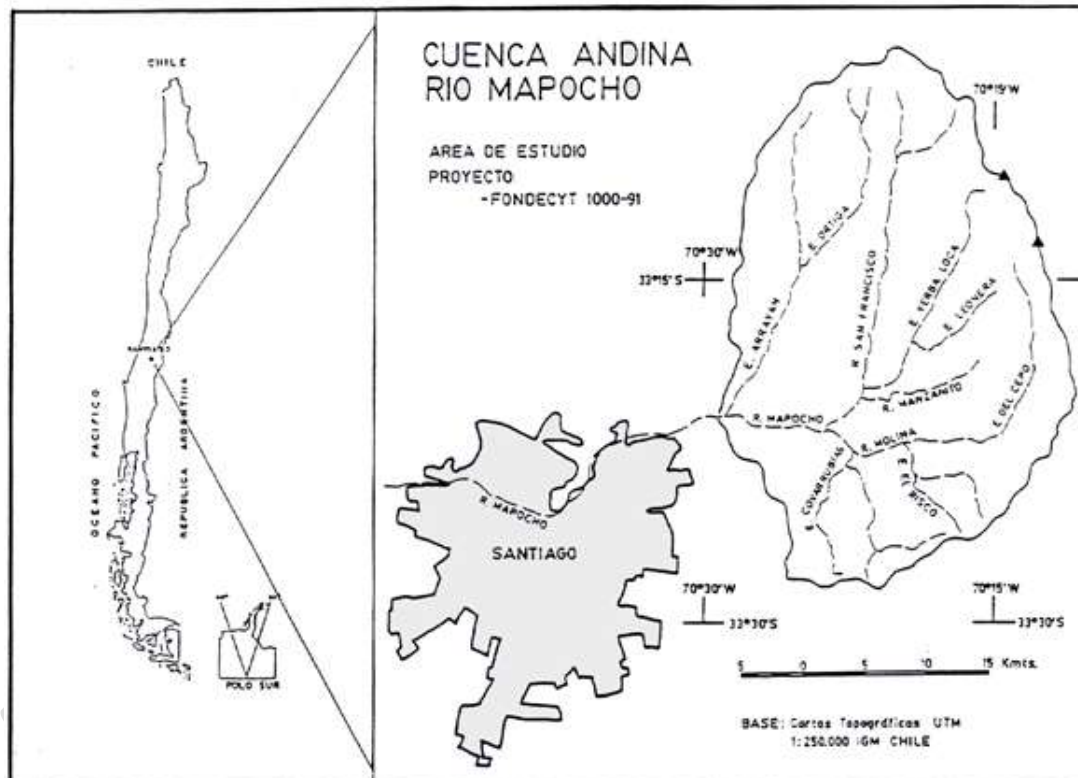 CHILE
OCEANO PACIFICO
REPUBLICA ARGENTINA
POLO SUR
CUENCA ANDINA
RIO MAPOCHO
AREA DE ESTUDIO
PROYECTO
-FONDECYT 1000-91
70°15'W
70°30'W
33°15'S
E. ORTIGA
E. ARRAYAN
R. SAN FRANCISCO
E. YERBA LOCA
E. LEONERA
R. MANZANITO
E. DEL CEPO
R. MAPOCHO
R. MOLINA
E. COVARRUBIAS
E. EL RISCO
R. MAPOCHO
SANTIAGO
70°30'W
33°30'S
70°15'W
33°30'S
5 0 5 10 15 Kmts.
BASE: Cartas Topográficas UTM
1:250.000 IGM CHILE